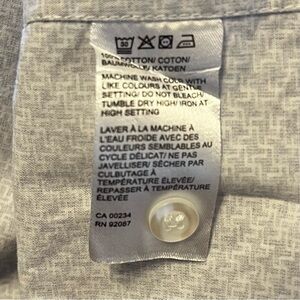 30
100% COTTON/ COTON/
BAUMWOLLE/ KATOEN
MACHINE WASH COLD WITH
LIKE COLOURS AT GENTLE
SETTING/ DO NOT BLEACH/
TUMBLE DRY HIGH/ IRON AT
HIGH SETTING
LAVER À LA MACHINE À
L'EAU FROIDE AVEC DES
COULEURS SEMBLABLES AU
CYCLE DÉLICAT/ NE PAS
JAVELLISER/ SÉCHER PAR
CULBUTAGE À
TEMPÉRATURE ÉLEVÉE/
REPASSER À TEMPÉRATURE
ÉLEVÉE
CA 00234
RN 92087